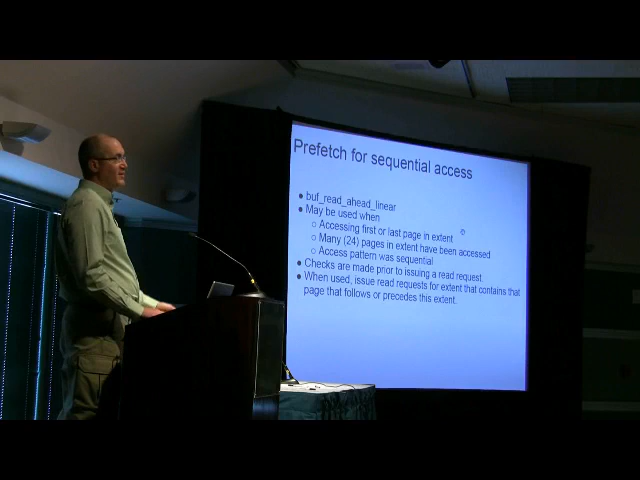 Prefetch for sequential access
● buf_read_ahead_linear
● May be used when
○ Accessing first or last page in extent
○ Many (24) pages in extent have been accessed
○ Access pattern was sequential
● Checks are made prior to issuing a read request
● When used, issue read requests for extent that contains that
page that follows or precedes this extent.